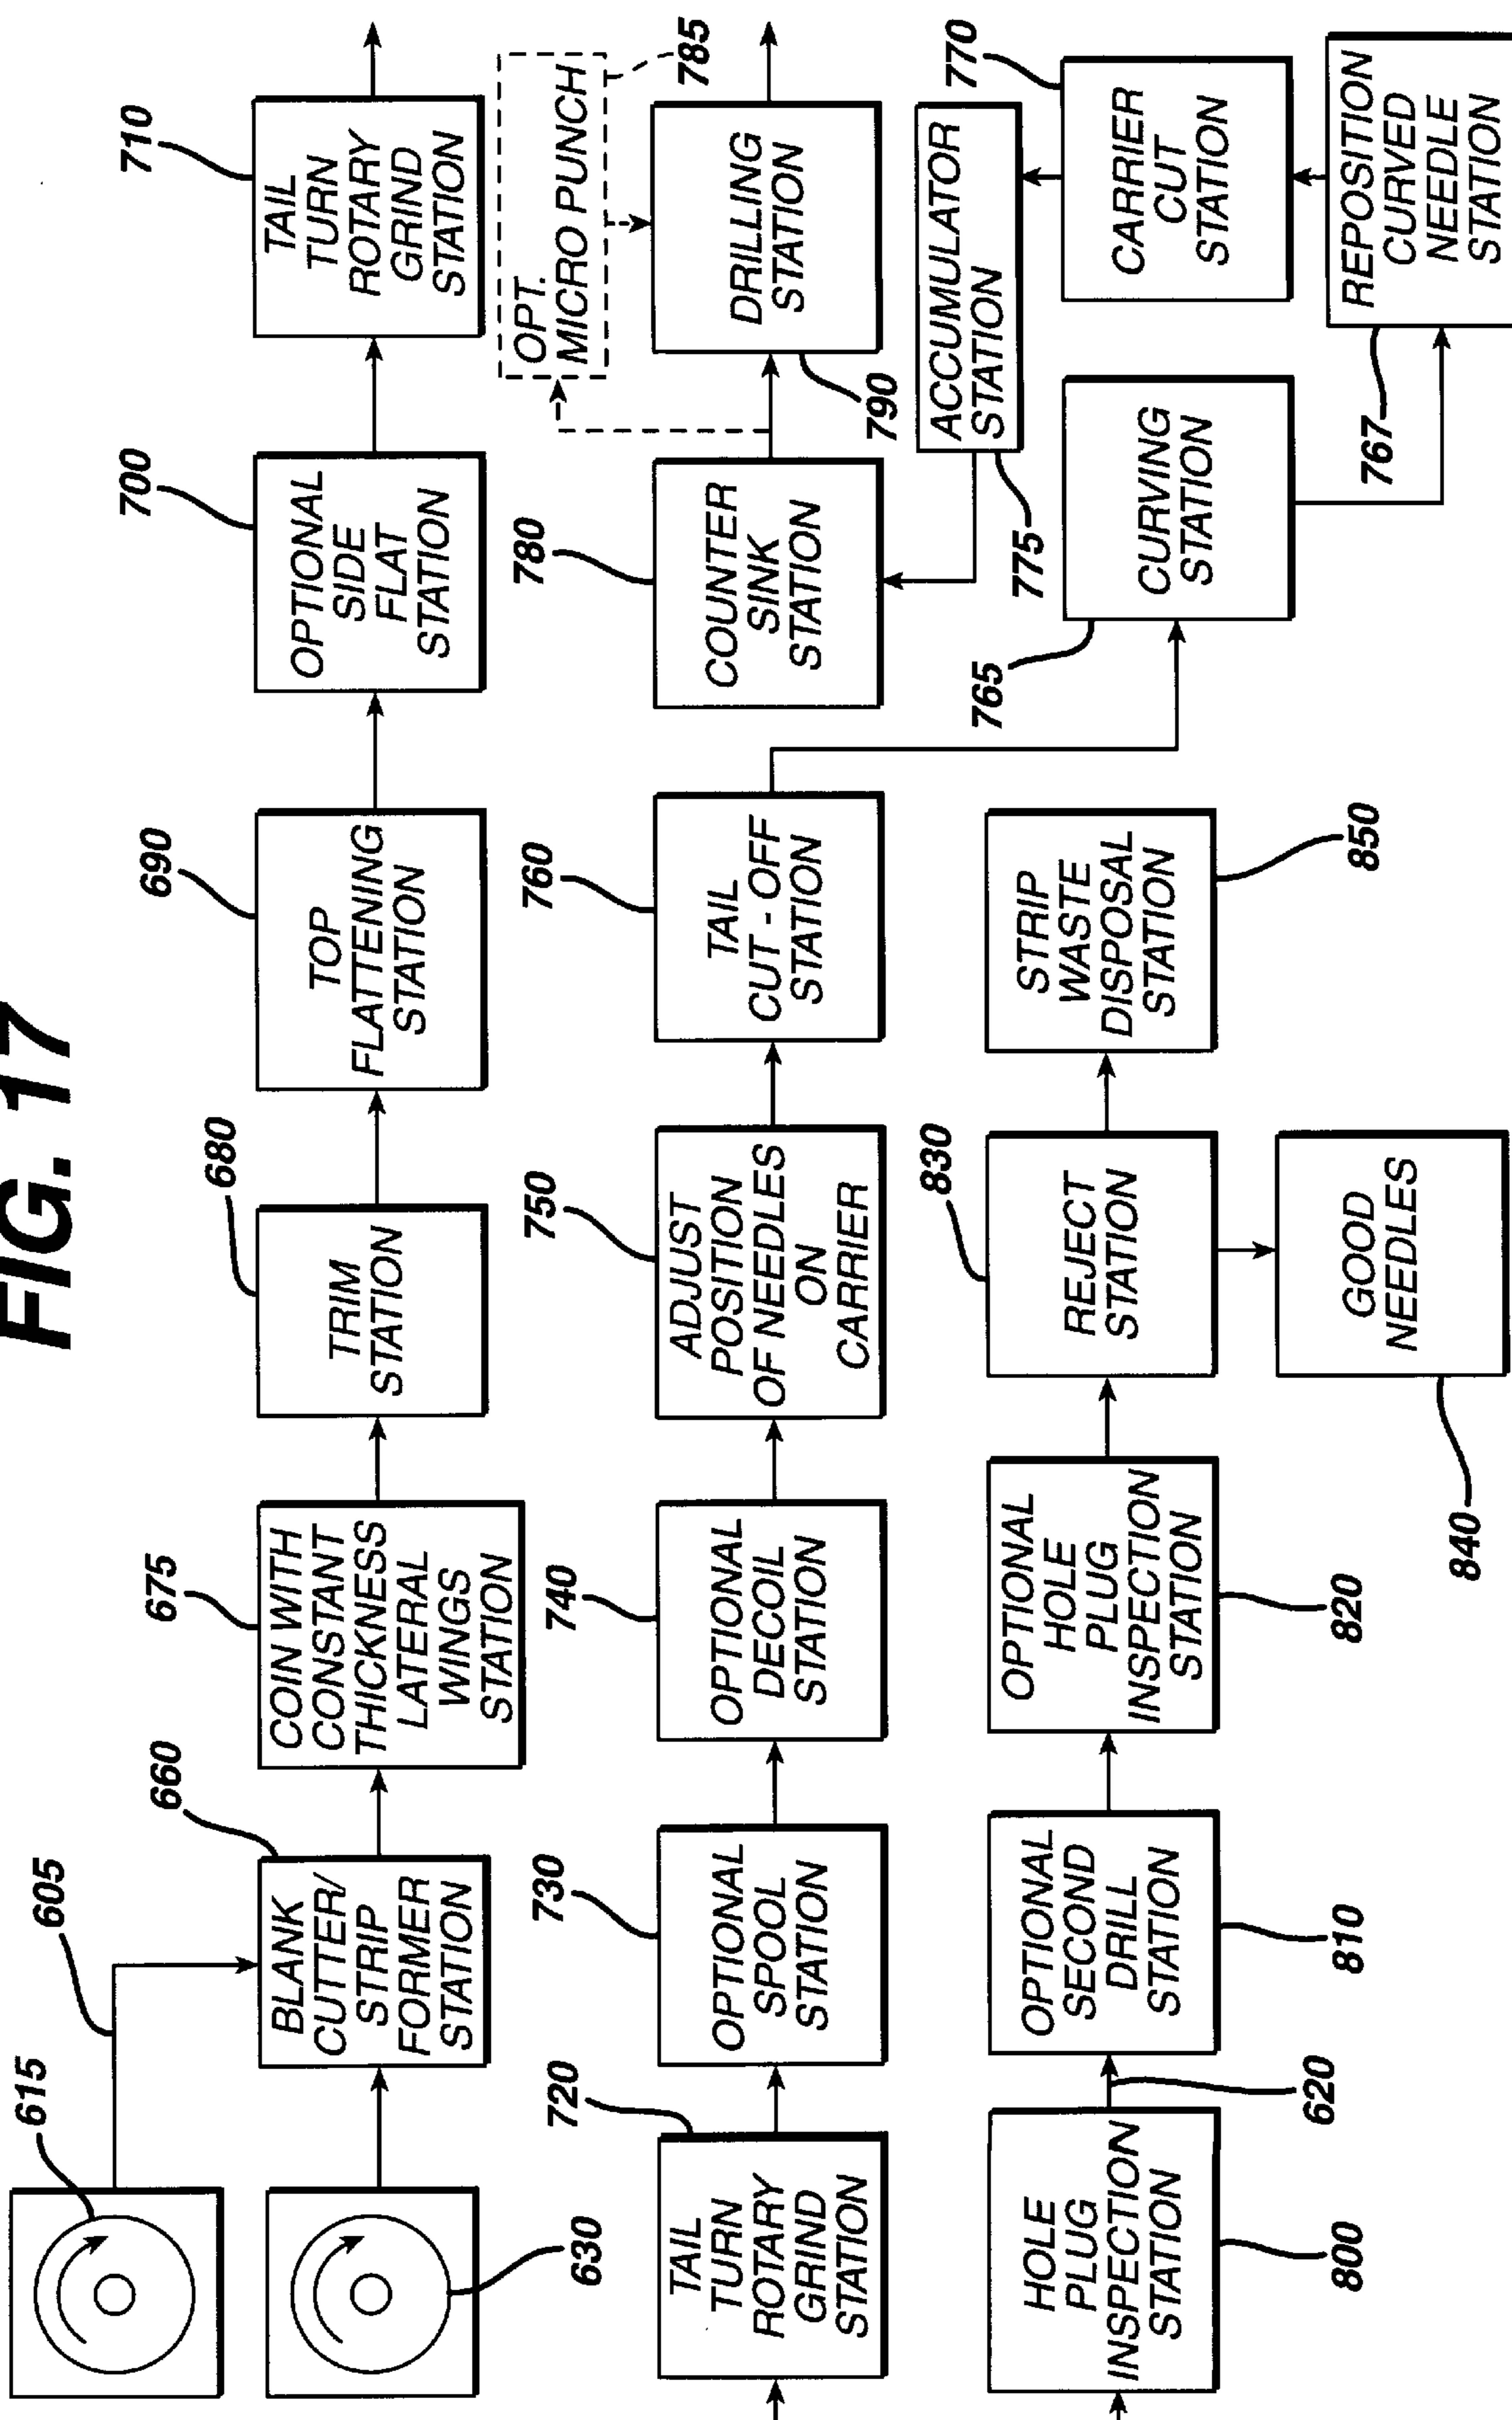 FIG. 17
615
605
630
660
BLANK
CUTTER/
STRIP
FORMER
STATION
675
COIN WITH
CONSTANT
THICKNESS
LATERAL
WINGS
STATION
680
TRIM
STATION
690
TOP
FLATTENING
STATION
700
OPTIONAL
SIDE
FLAT
STATION
710
TAIL
TURN
ROTARY
GRIND
STATION
720
TAIL
TURN
ROTARY
GRIND
STATION
730
OPTIONAL
SPOOL
STATION
740
OPTIONAL
DECOIL
STATION
750
ADJUST
POSITION
OF NEEDLES
ON
CARRIER
760
TAIL
CUT - OFF
STATION
765
CURVING
STATION
767
REPOSITION
CURVED
NEEDLE
STATION
770
CARRIER
CUT
STATION
775
ACCUMULATOR
STATION
780
COUNTER
SINK
STATION
785
OPT.
MICRO PUNCH
790
DRILLING
STATION
800
HOLE
PLUG
INSPECTION
STATION
620
810
OPTIONAL
SECOND
DRILL
STATION
820
OPTIONAL
HOLE
PLUG
INSPECTION
STATION
830
REJECT
STATION
840
GOOD
NEEDLES
850
STRIP
WASTE
DISPOSAL
STATION